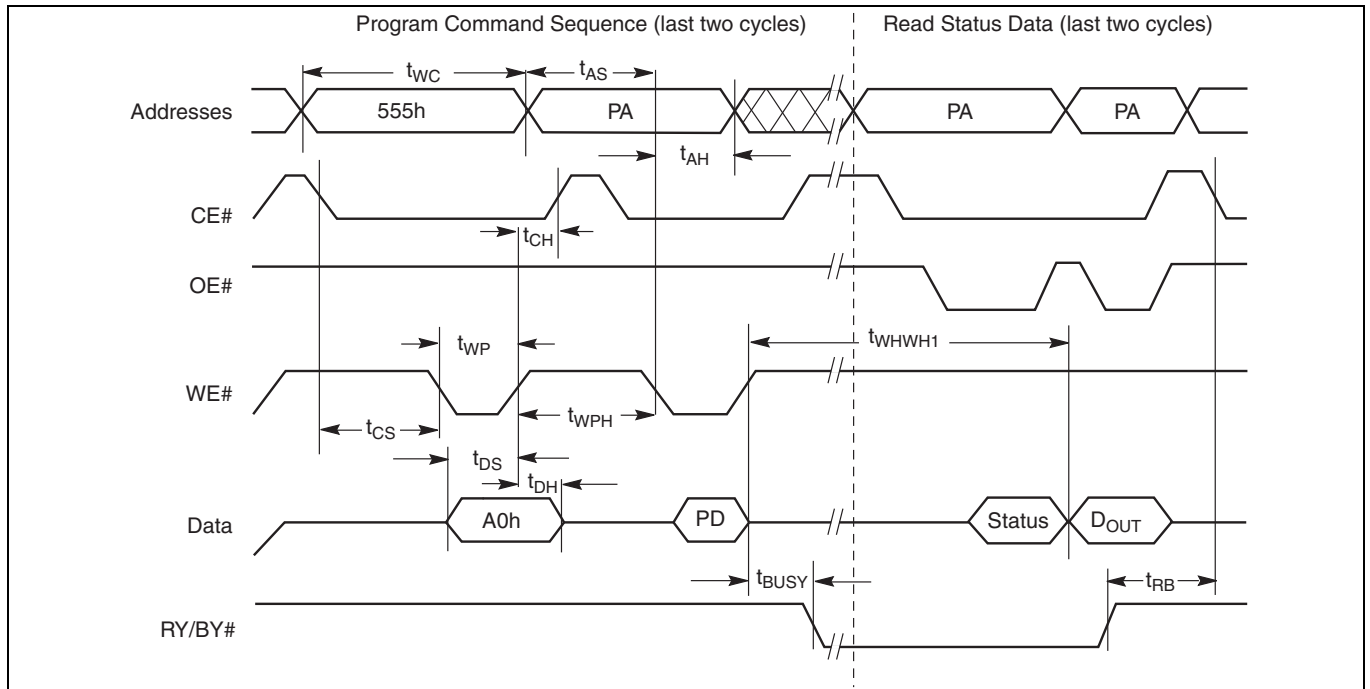 Program Command Sequence (last two cycles)
Read Status Data (last two cycles)
tWC
tAS
Addresses
555h
PA
PA
PA
tAH
CE#
tCH
OE#
tWP
tWHWH1
WE#
tCS
tWPH
tDS
tDH
Data
A0h
PD
Status
DOUT
tBUSY
tRB
RY/BY#